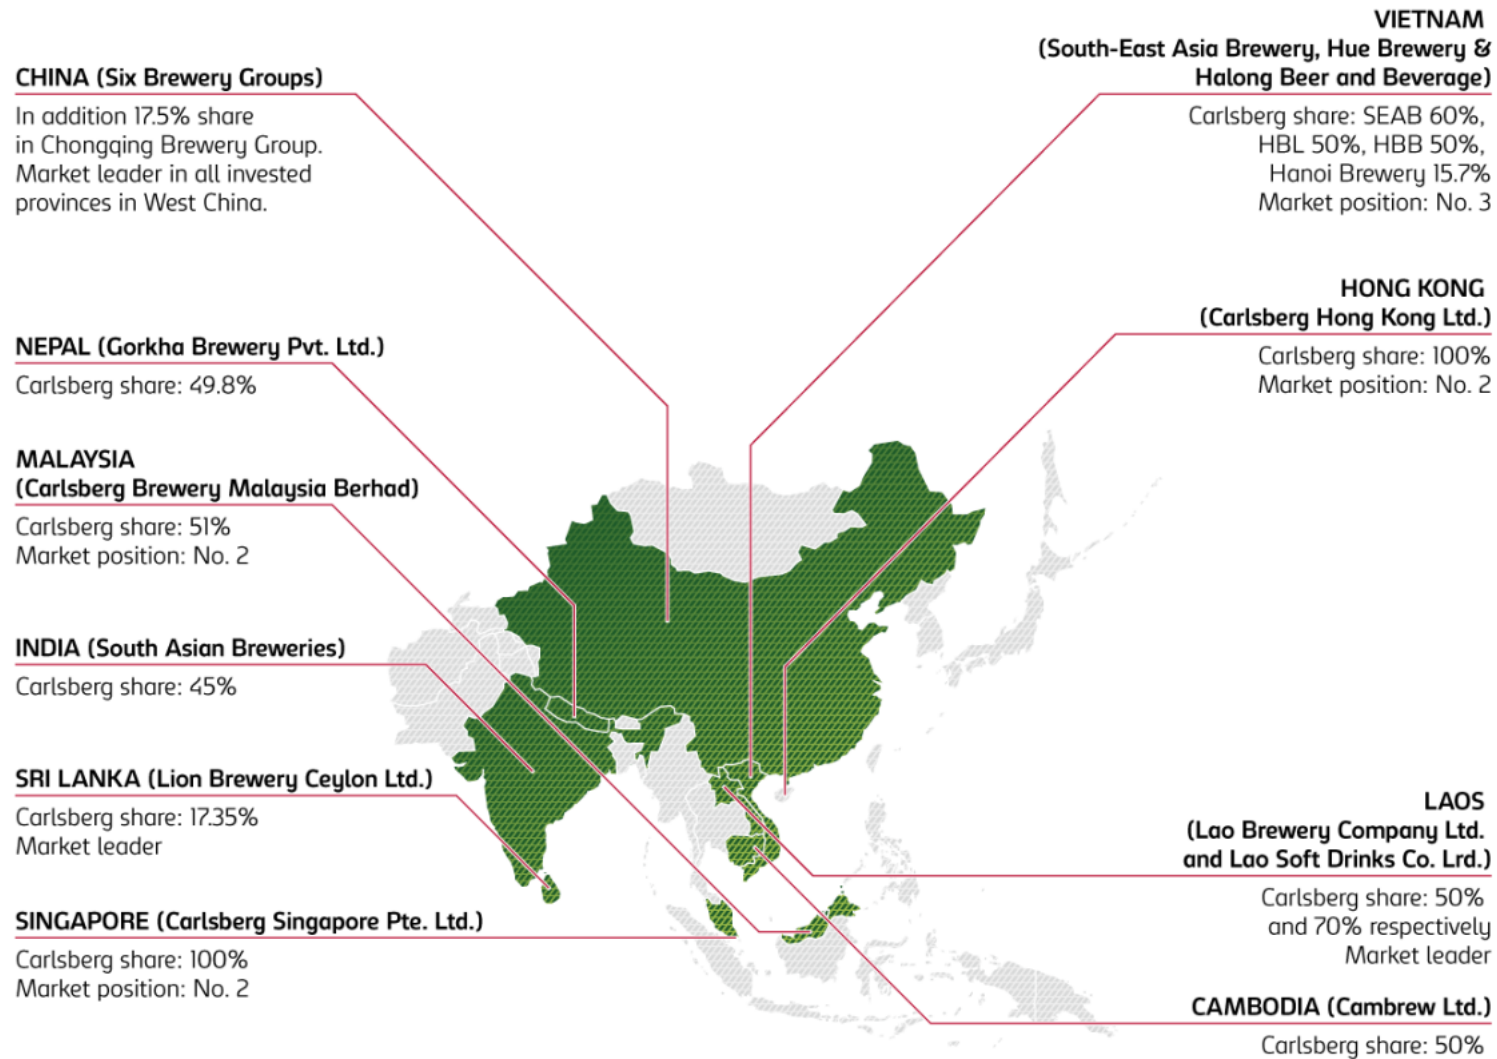 CHINA (Six Brewery Groups)
In addition 17.5% share
in Chongqing Brewery Group.
Market leader in all invested
provinces in West China.
NEPAL (Gorkha Brewery Pvt. Ltd.)
Carlsberg share: 49.8%
MALAYSIA
(Carlsberg Brewery Malaysia Berhad)
Carlsberg share: 51%
Market position: No. 2
INDIA (South Asian Breweries)
Carlsberg share: 45%
SRI LANKA (Lion Brewery Ceylon Ltd.)
Carlsberg share: 17.35%
Market leader
SINGAPORE (Carlsberg Singapore Pte. Ltd.)
Carlsberg share: 100%
Market position: No. 2
VIETNAM
(South-East Asia Brewery, Hue Brewery &
Halong Beer and Beverage)
Carlsberg share: SEAB 60%,
HBL 50%, HBB 50%,
Hanoi Brewery 15.7%
Market position: No. 3
HONG KONG
(Carlsberg Hong Kong Ltd.)
Carlsberg share: 100%
Market position: No. 2
LAOS
(Lao Brewery Company Ltd.
and Lao Soft Drinks Co. Lrd.)
Carlsberg share: 50%
and 70% respectively
Market leader
CAMBODIA (Cambrew Ltd.)
Carlsberg share: 50%